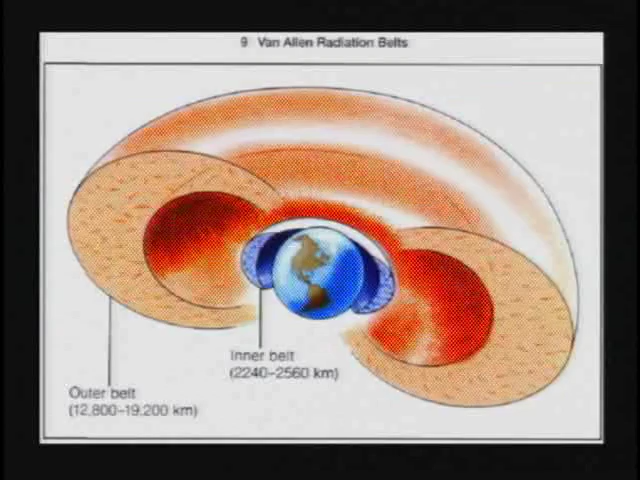 9 Van Allen Radiation Belts
Inner belt
(2240–2560 km)
Outer belt
(12,800–19,200 km)